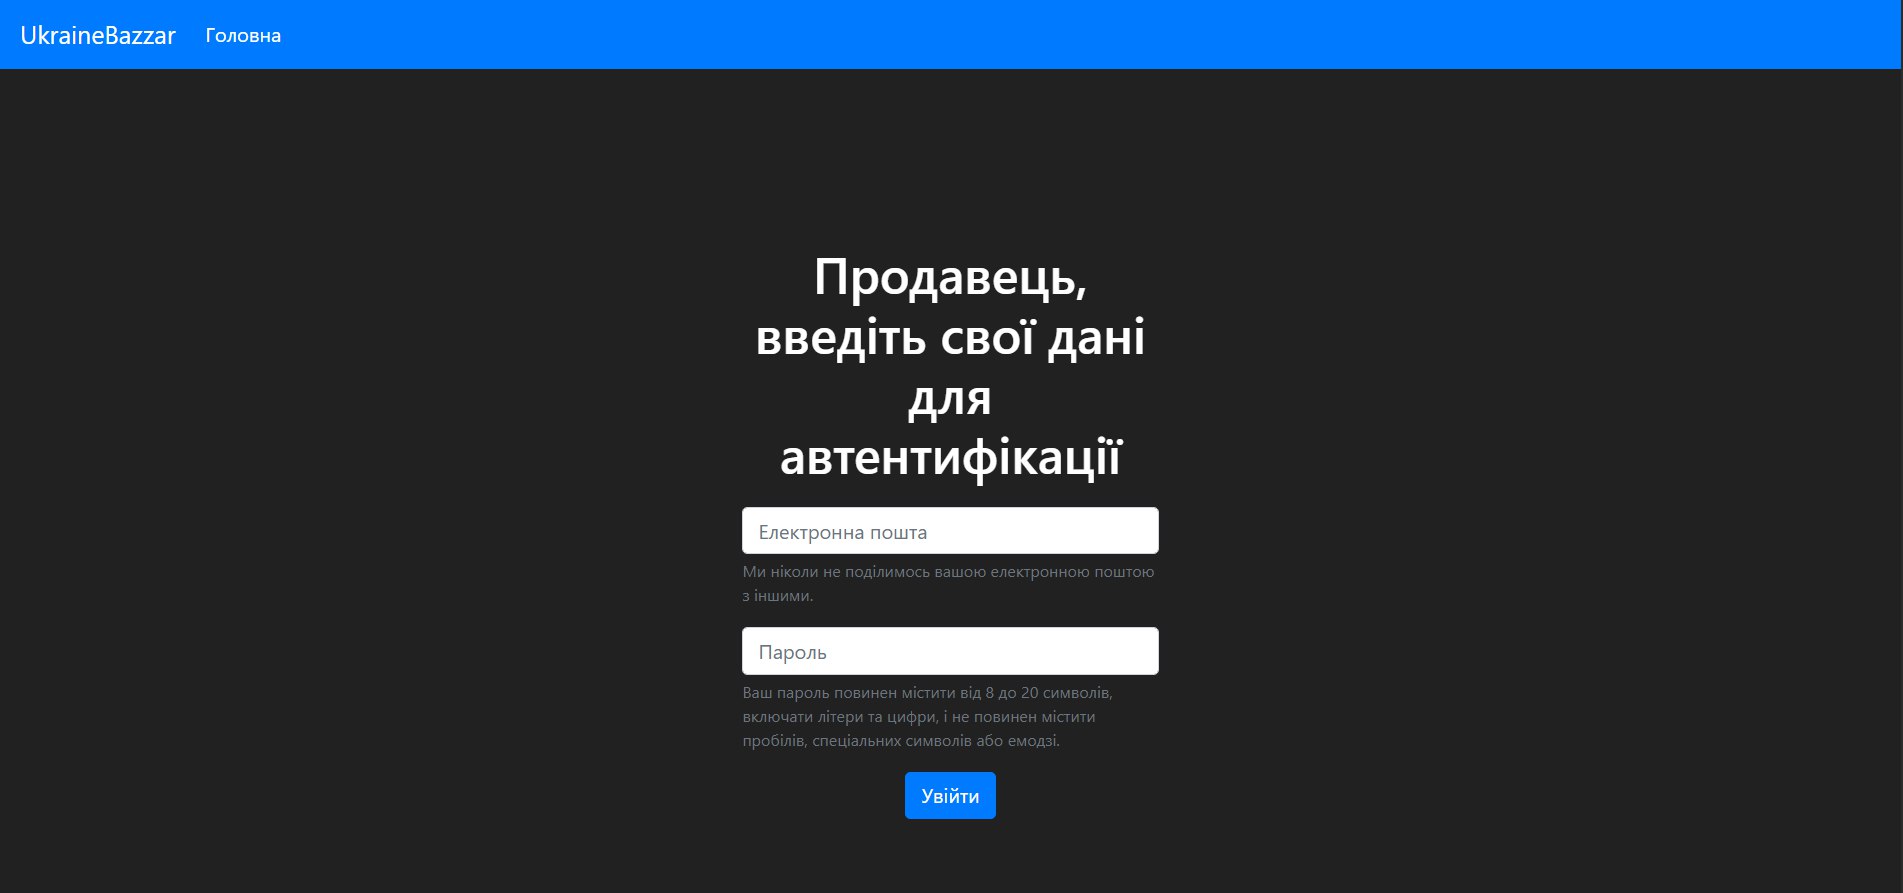 UkraineBazzar Головна
Продавець,
введіть свої дані
для
автентифікації
Електронна пошта
Ми ніколи не поділимось вашою електронною поштою
з іншими.
Пароль
Ваш пароль повинен містити від 8 до 20 символів,
включати літери та цифри, і не повинен містити
пробілів, спеціальних символів або емодзі.
Увійти